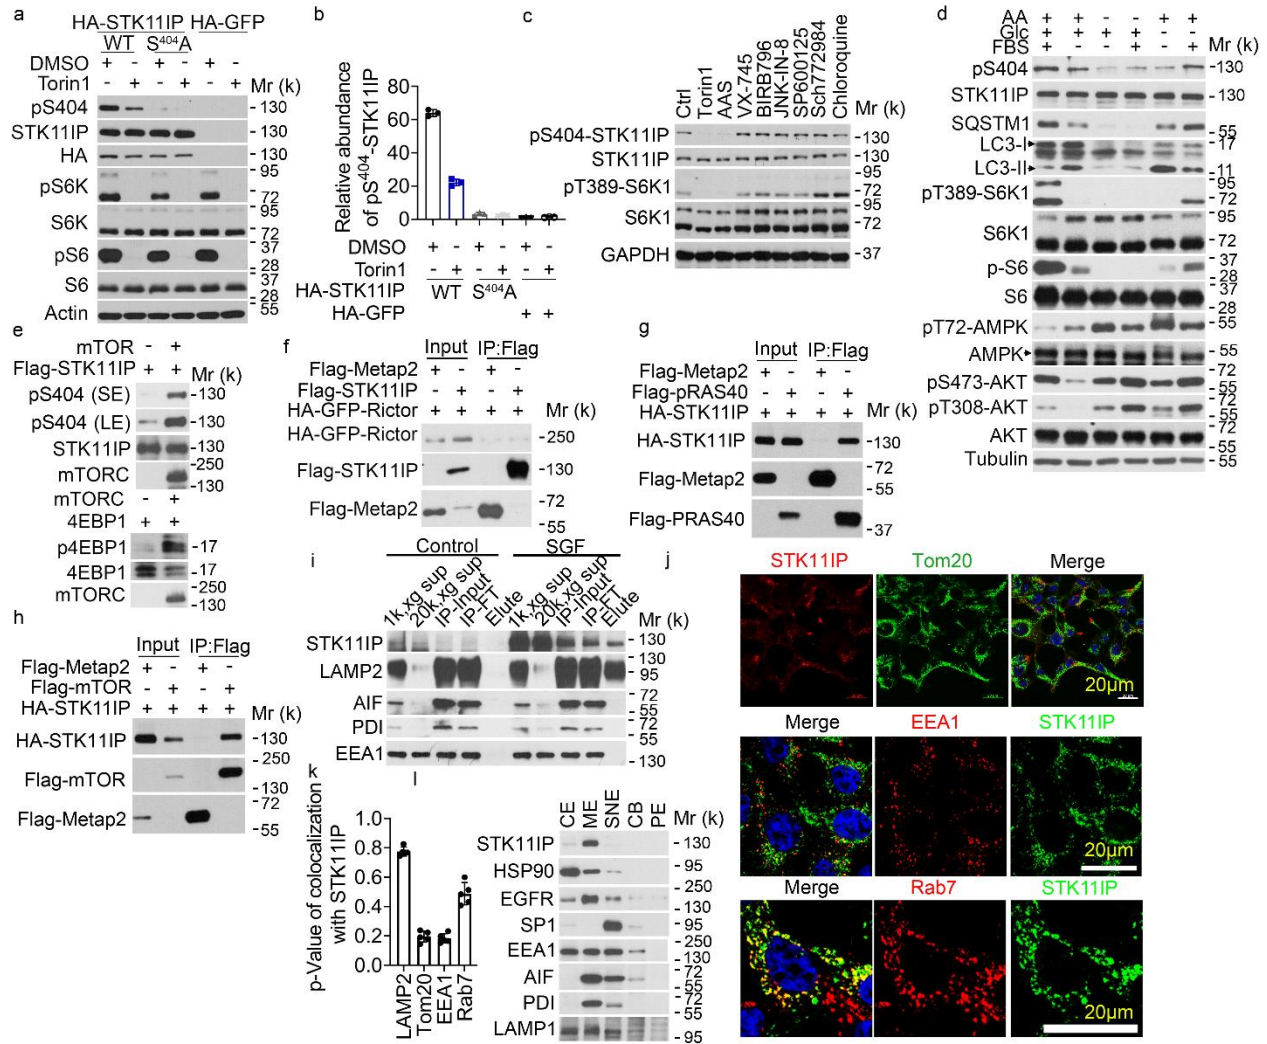 a
HA-STK11IP HA-GFP
WT S⁴⁰⁴A
DMSO + - + - + -
Torin1 - + - + - + Mr (k)
pS404 -130
STK11IP -130
HA -130
pS6K -95
-72
S6K -95
-72
pS6 -37
-28
S6 -37
-28
Actin -55
b
Relative abundance
of pS⁴⁰⁴-STK11IP
80
60
40
20
0
DMSO
+ - + - + -
Torin1
- + - + - +
HA-STK11IP
WT S⁴⁰⁴A
HA-GFP + +
c
Ctrl
Torin1
AAS
VX-745
BIRB796
JNK-IN-8
SP600125
Sch772984
Chloroquine
Mr (k)
pS404-STK11IP -130
STK11IP -130
pT389-S6K1 -95
-72
S6K1 -95
-72
GAPDH -37
d
AA + + - - + +
Glc + + + + - -
FBS + - - + - + Mr (k)
pS404 -130
STK11IP -130
SQSTM1 -55
LC3-I -17
LC3-II -11
pT389-S6K1 -95
-72
S6K1 -95
-72
p-S6 -37
-28
S6 -37
-28
pT72-AMPK -72
-55
AMPK -55
pS473-AKT -72
-55
pT308-AKT -72
-55
AKT -72
-55
Tubulin -55
e
mTOR - +
Flag-STK11IP + + Mr (k)
pS404 (SE) -130
pS404 (LE) -130
STK11IP -130
mTORC -250
-130
mTORC - +
4EBP1 + +
p4EBP1 -17
4EBP1 -17
mTORC -250
-130
f
Input IP:Flag
Flag-Metap2 + - + -
Flag-STK11IP - + - +
HA-GFP-Rictor + + + + Mr (k)
HA-GFP-Rictor -250
Flag-STK11IP -130
Flag-Metap2 -72
-55
g
Input IP:Flag
Flag-Metap2 + - + -
Flag-pRAS40 - + - +
HA-STK11IP + + + + Mr (k)
HA-STK11IP -130
Flag-Metap2 -72
-55
Flag-PRAS40 -37
h
Input IP:Flag
Flag-Metap2 + - + -
Flag-mTOR - + - +
HA-STK11IP + + + + Mr (k)
HA-STK11IP -130
Flag-mTOR -250
-130
Flag-Metap2 -72
-55
i
Control SGF
1k,xg sup
20k,xg sup
IP-Input
IP-FT
Elute
1k,xg sup
20k,xg sup
IP-Input
IP-FT
Elute
Mr (k)
STK11IP -130
LAMP2 -130
-95
AIF -72
-55
PDI -72
-55
EEA1 -130
j
STK11IP Tom20 Merge
20μm
Merge EEA1 STK11IP
20μm
Merge Rab7 STK11IP
20μm
k
p-Value of colocalization
with STK11IP
1.0
0.8
0.6
0.4
0.2
0.0
LAMP2
Tom20
EEA1
Rab7
l
CE
ME
SNE
CB
PE
Mr (k)
STK11IP -130
HSP90 -95
EGFR -250
-130
SP1 -95
EEA1 -250
-130
AIF -72
-55
PDI -72
-55
LAMP1 -95